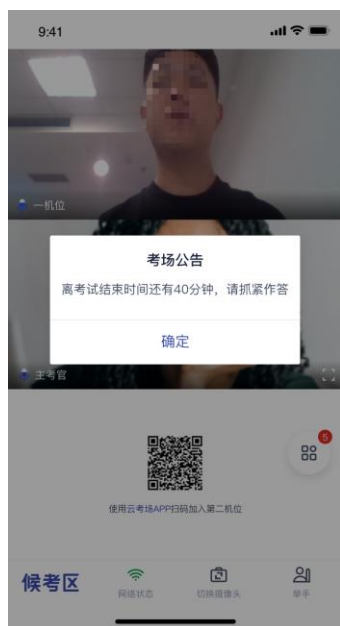 9:41
一机位
考场公告
离考试结束时间还有40分钟，请抓紧作答
确定
主考官
5
使用云考场APP扫码加入第二机位
候考区
网络状态
切换摄像头
举手